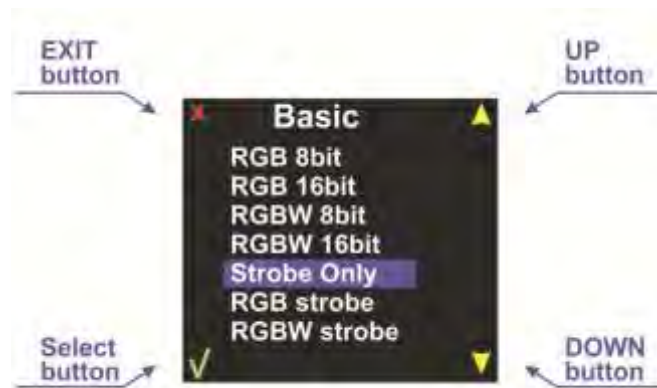 EXIT
button
UP
button
X
Basic
RGB 8bit
RGB 16bit
RGBW 8bit
RGBW 16bit
Strobe Only
RGB strobe
RGBW strobe
Select
button
DOWN
button